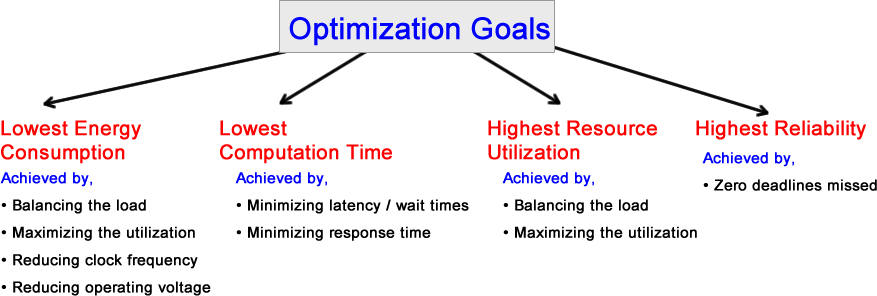 Optimization Goals
Lowest Energy
Consumption
Achieved by,
• Balancing the load
• Maximizing the utilization
• Reducing clock frequency
• Reducing operating voltage
Lowest
Computation Time
Achieved by,
• Minimizing latency / wait times
• Minimizing response time
Highest Resource
Utilization
Achieved by,
• Balancing the load
• Maximizing the utilization
Highest Reliability
Achieved by,
• Zero deadlines missed